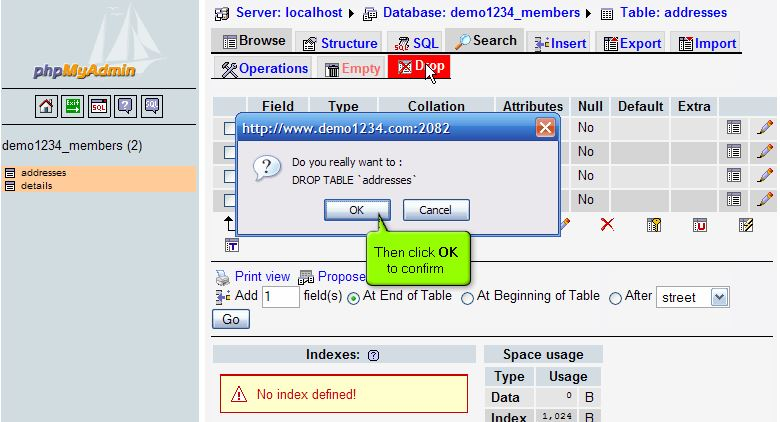 Server: localhost Database: demo1234_members Table: addresses
phpMyAdmin
Browse Structure SQL Search Insert Export Import
Operations Empty Drop
Field Type Collation Attributes Null Default Extra
http://www.demo1234.com:2082
No
demo1234_members (2)
Do you really want to :
No
addresses
DROP TABLE `addresses`
No
details
OK Cancel
No
Then click OK
to confirm
Print view Propose
Add 1 field(s) At End of Table At Beginning of Table After street
Go
Indexes:
Space usage
Type Usage
No index defined!
Data 0 B
Index 1,024 B